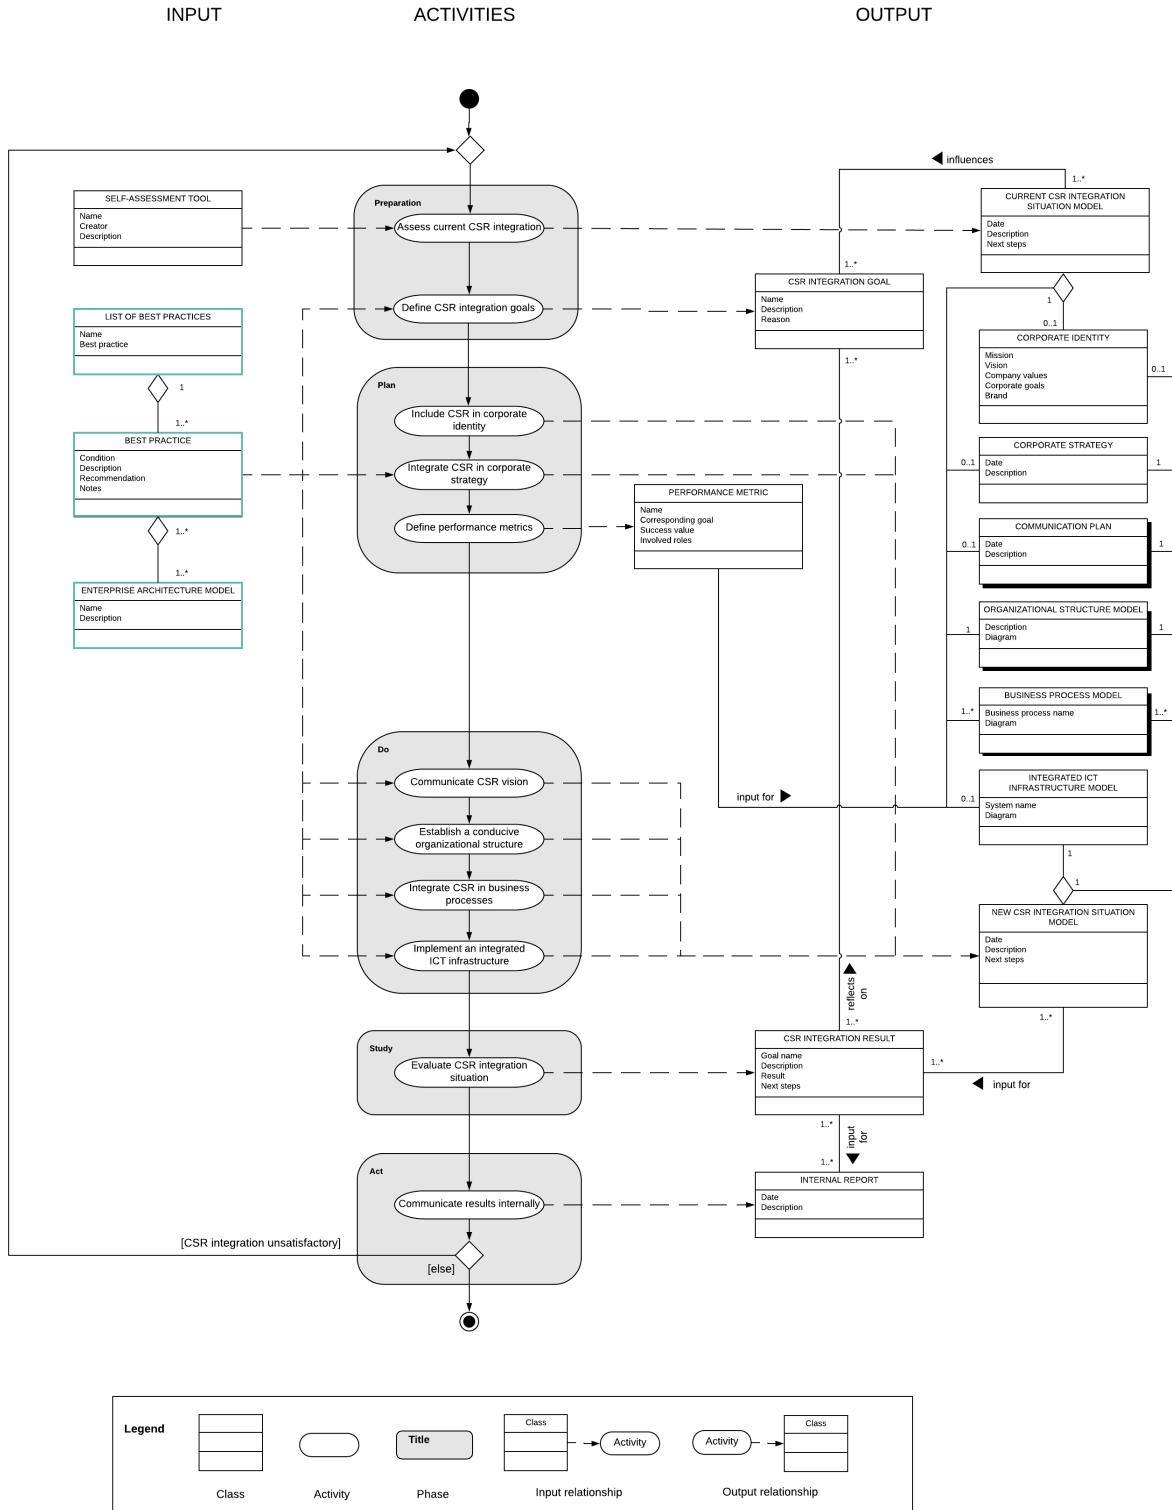 INPUT
ACTIVITIES
OUTPUT
influences
1..*
SELF-ASSESSMENT TOOL
Name
Creator
Description
Preparation
Assess current CSR integration
Define CSR integration goals
CURRENT CSR INTEGRATION
SITUATION MODEL
Date
Description
Next steps
1..*
CSR INTEGRATION GOAL
Name
Description
Reason
1..*
1
0..1
LIST OF BEST PRACTICES
Name
Best practice
1
1..*
BEST PRACTICE
Condition
Description
Recommendation
Notes
1..*
1..*
ENTERPRISE ARCHITECTURE MODEL
Name
Description
Plan
Include CSR in corporate
identity
Integrate CSR in corporate
strategy
Define performance metrics
PERFORMANCE METRIC
Name
Corresponding goal
Success value
Involved roles
CORPORATE IDENTITY
Mission
Vision
Company values
Corporate goals
Brand
0..1
CORPORATE STRATEGY
Date
Description
0..1
1
COMMUNICATION PLAN
Date
Description
0..1
1
ORGANIZATIONAL STRUCTURE MODEL
Description
Diagram
1
1
BUSINESS PROCESS MODEL
Business process name
Diagram
1..*
1..*
INTEGRATED ICT
INFRASTRUCTURE MODEL
System name
Diagram
0..1
input for
1
1
Do
Communicate CSR vision
Establish a conducive
organizational structure
Integrate CSR in business
processes
Implement an integrated
ICT infrastructure
NEW CSR INTEGRATION SITUATION
MODEL
Date
Description
Next steps
1..*
reflects
on
1..*
Study
Evaluate CSR integration
situation
CSR INTEGRATION RESULT
Goal name
Description
Result
Next steps
1..*
input for
1..*
input
for
1..*
Act
Communicate results internally
INTERNAL REPORT
Date
Description
[CSR integration unsatisfactory]
[else]
Legend
Title
Class
Activity
Activity
Class
Class
Activity
Phase
Input relationship
Output relationship